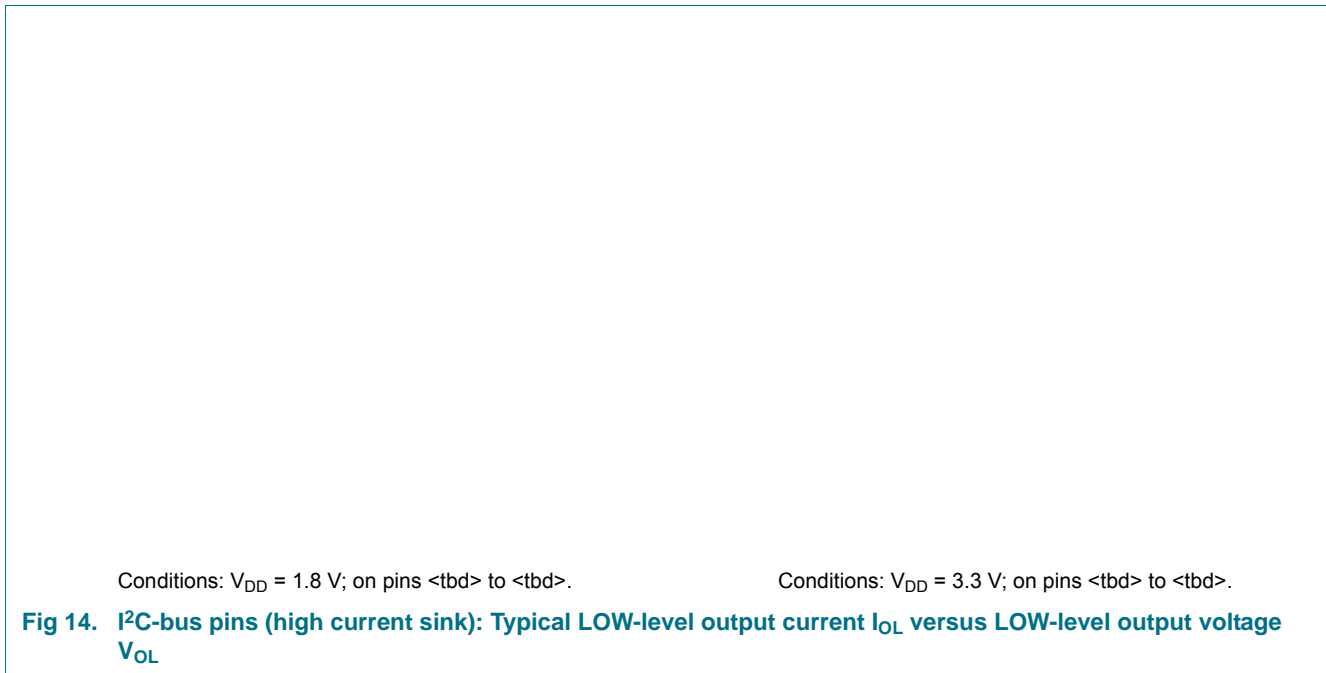 Conditions: V_DD = 1.8 V; on pins <tbd> to <tbd>.
Conditions: V_DD = 3.3 V; on pins <tbd> to <tbd>.
Fig 14. I²C-bus pins (high current sink): Typical LOW-level output current I_OL versus LOW-level output voltage
V_OL